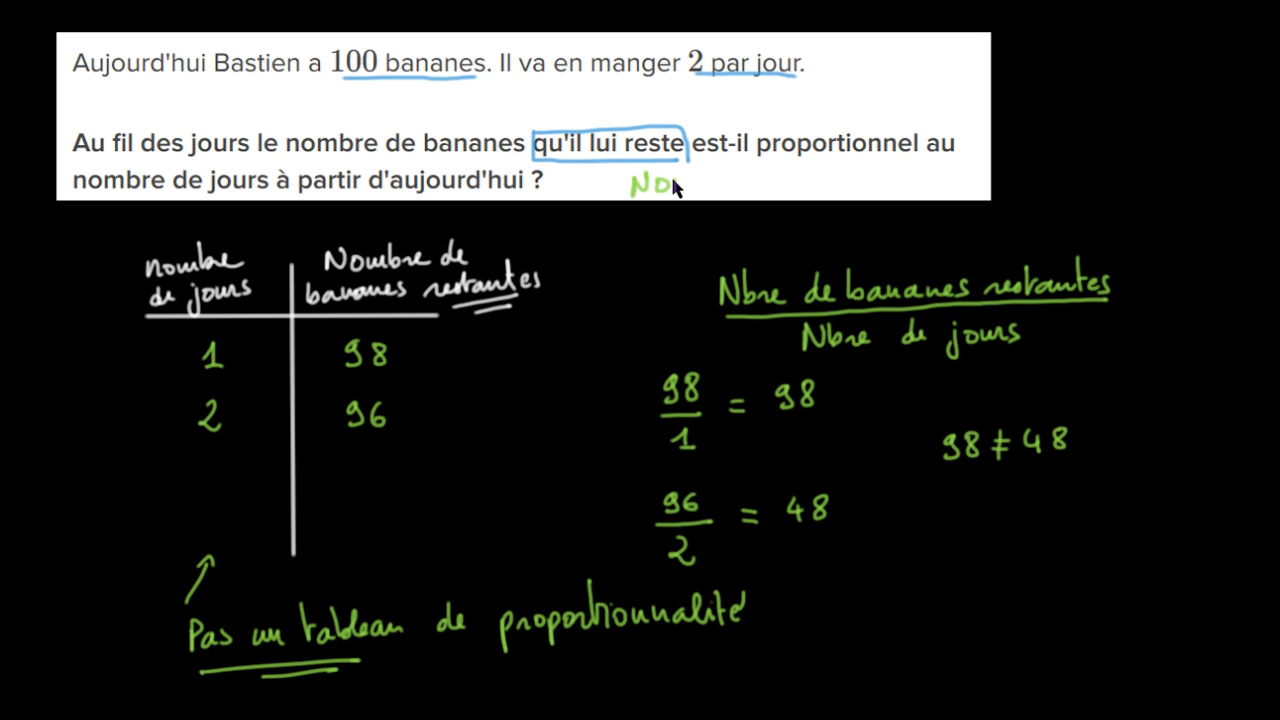 Aujourd'hui Bastien a 100 bananes. Il va en manger 2 par jour.
Au fil des jours le nombre de bananes qu'il lui reste est-il proportionnel au
nombre de jours à partir d'aujourd'hui ?
NO
nombre
de jours
Nombre de
bananes restantes
1
98
2
96
Nbre de bananes restantes
Nbre de jours
98
1
= 98
96
2
= 48
98 ≠ 48
Pas un tableau de proportionnalité